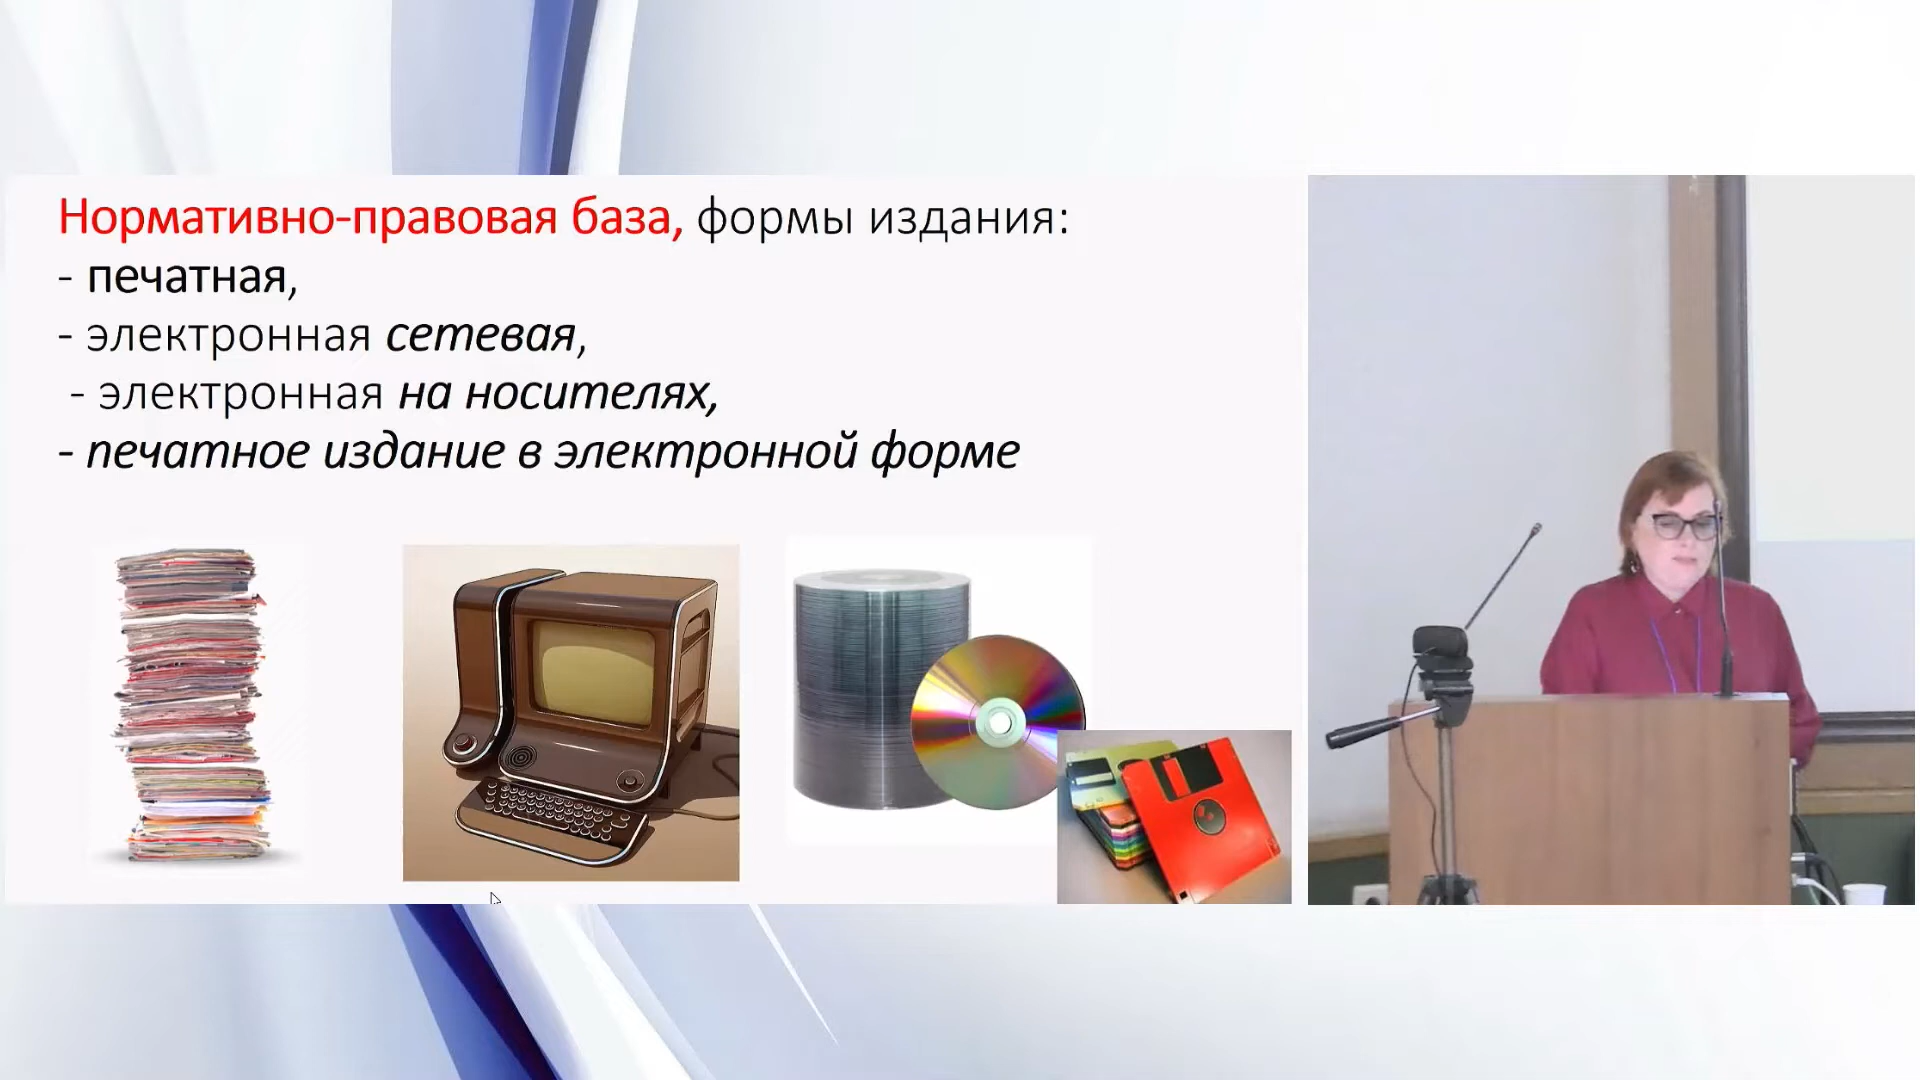 Нормативно-правовая база, формы издания:
- печатная,
- электронная сетевая,
- электронная на носителях,
- печатное издание в электронной форме